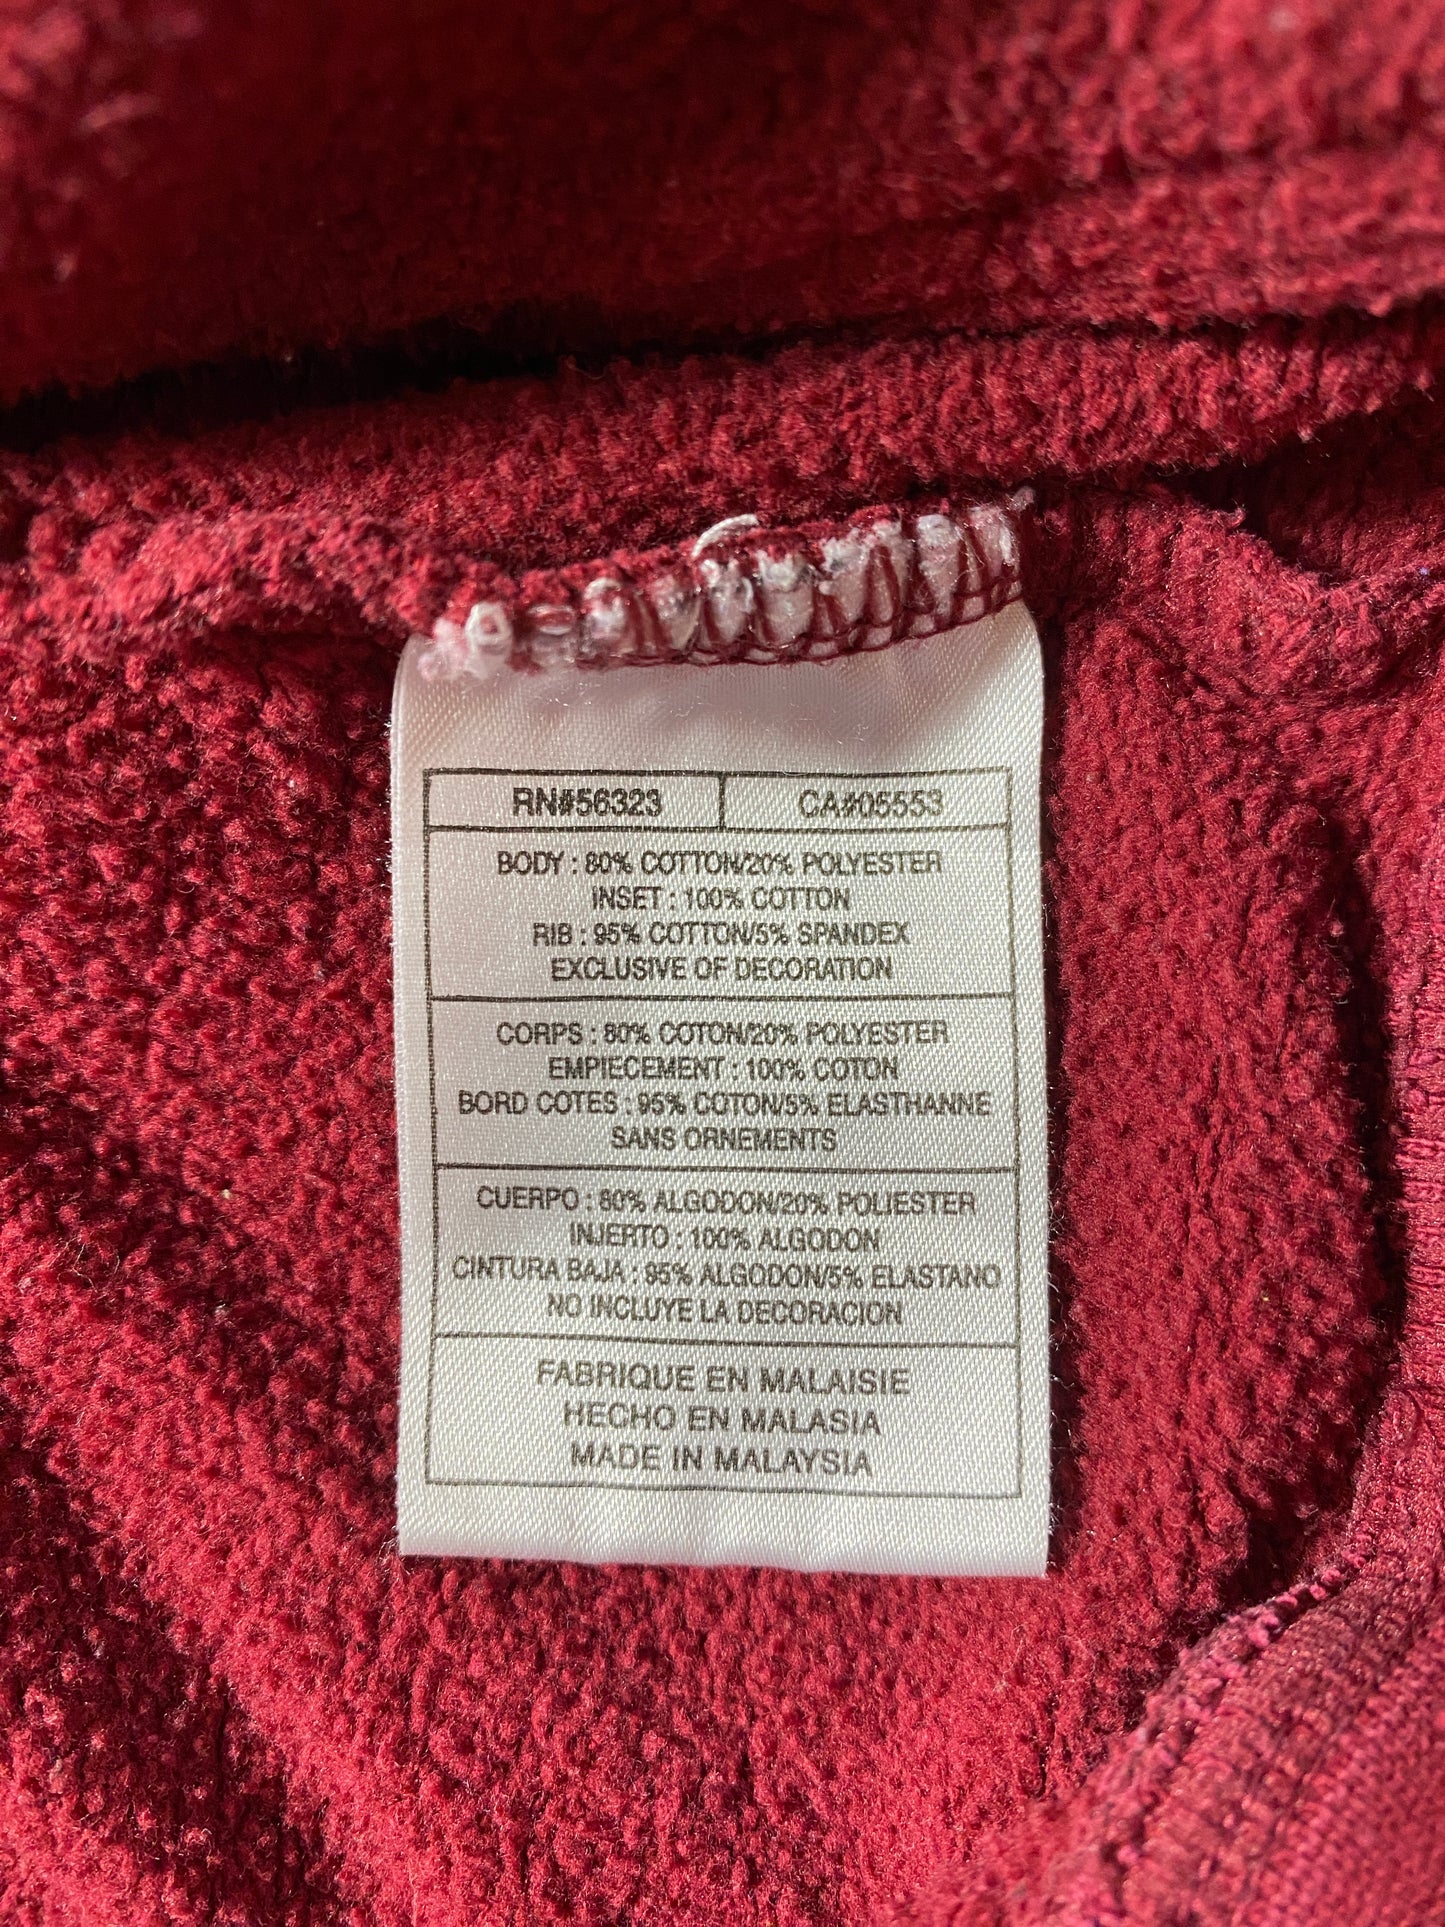 RN#56323 CA#05553
BODY : 80% COTTON/20% POLYESTER
INSET : 100% COTTON
RIB : 95% COTTON/5% SPANDEX
EXCLUSIVE OF DECORATION
CORPS : 80% COTON/20% POLYESTER
EMPIECEMENT : 100% COTON
BORD COTES : 95% COTON/5% ELASTHANNE
SANS ORNEMENTS
CUERPO : 80% ALGODON/20% POLIESTER
INJERTO : 100% ALGODON
CINTURA BAJA : 95% ALGODON/5% ELASTANO
NO INCLUYE LA DECORACION
FABRIQUE EN MALAISIE
HECHO EN MALASIA
MADE IN MALAYSIA